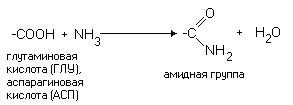 O
-COOH + NH3 -C + H2O
NH2
глутаминовая
кислота (ГЛУ),
аспарагиновая
кислота (АСП)
амидная группа